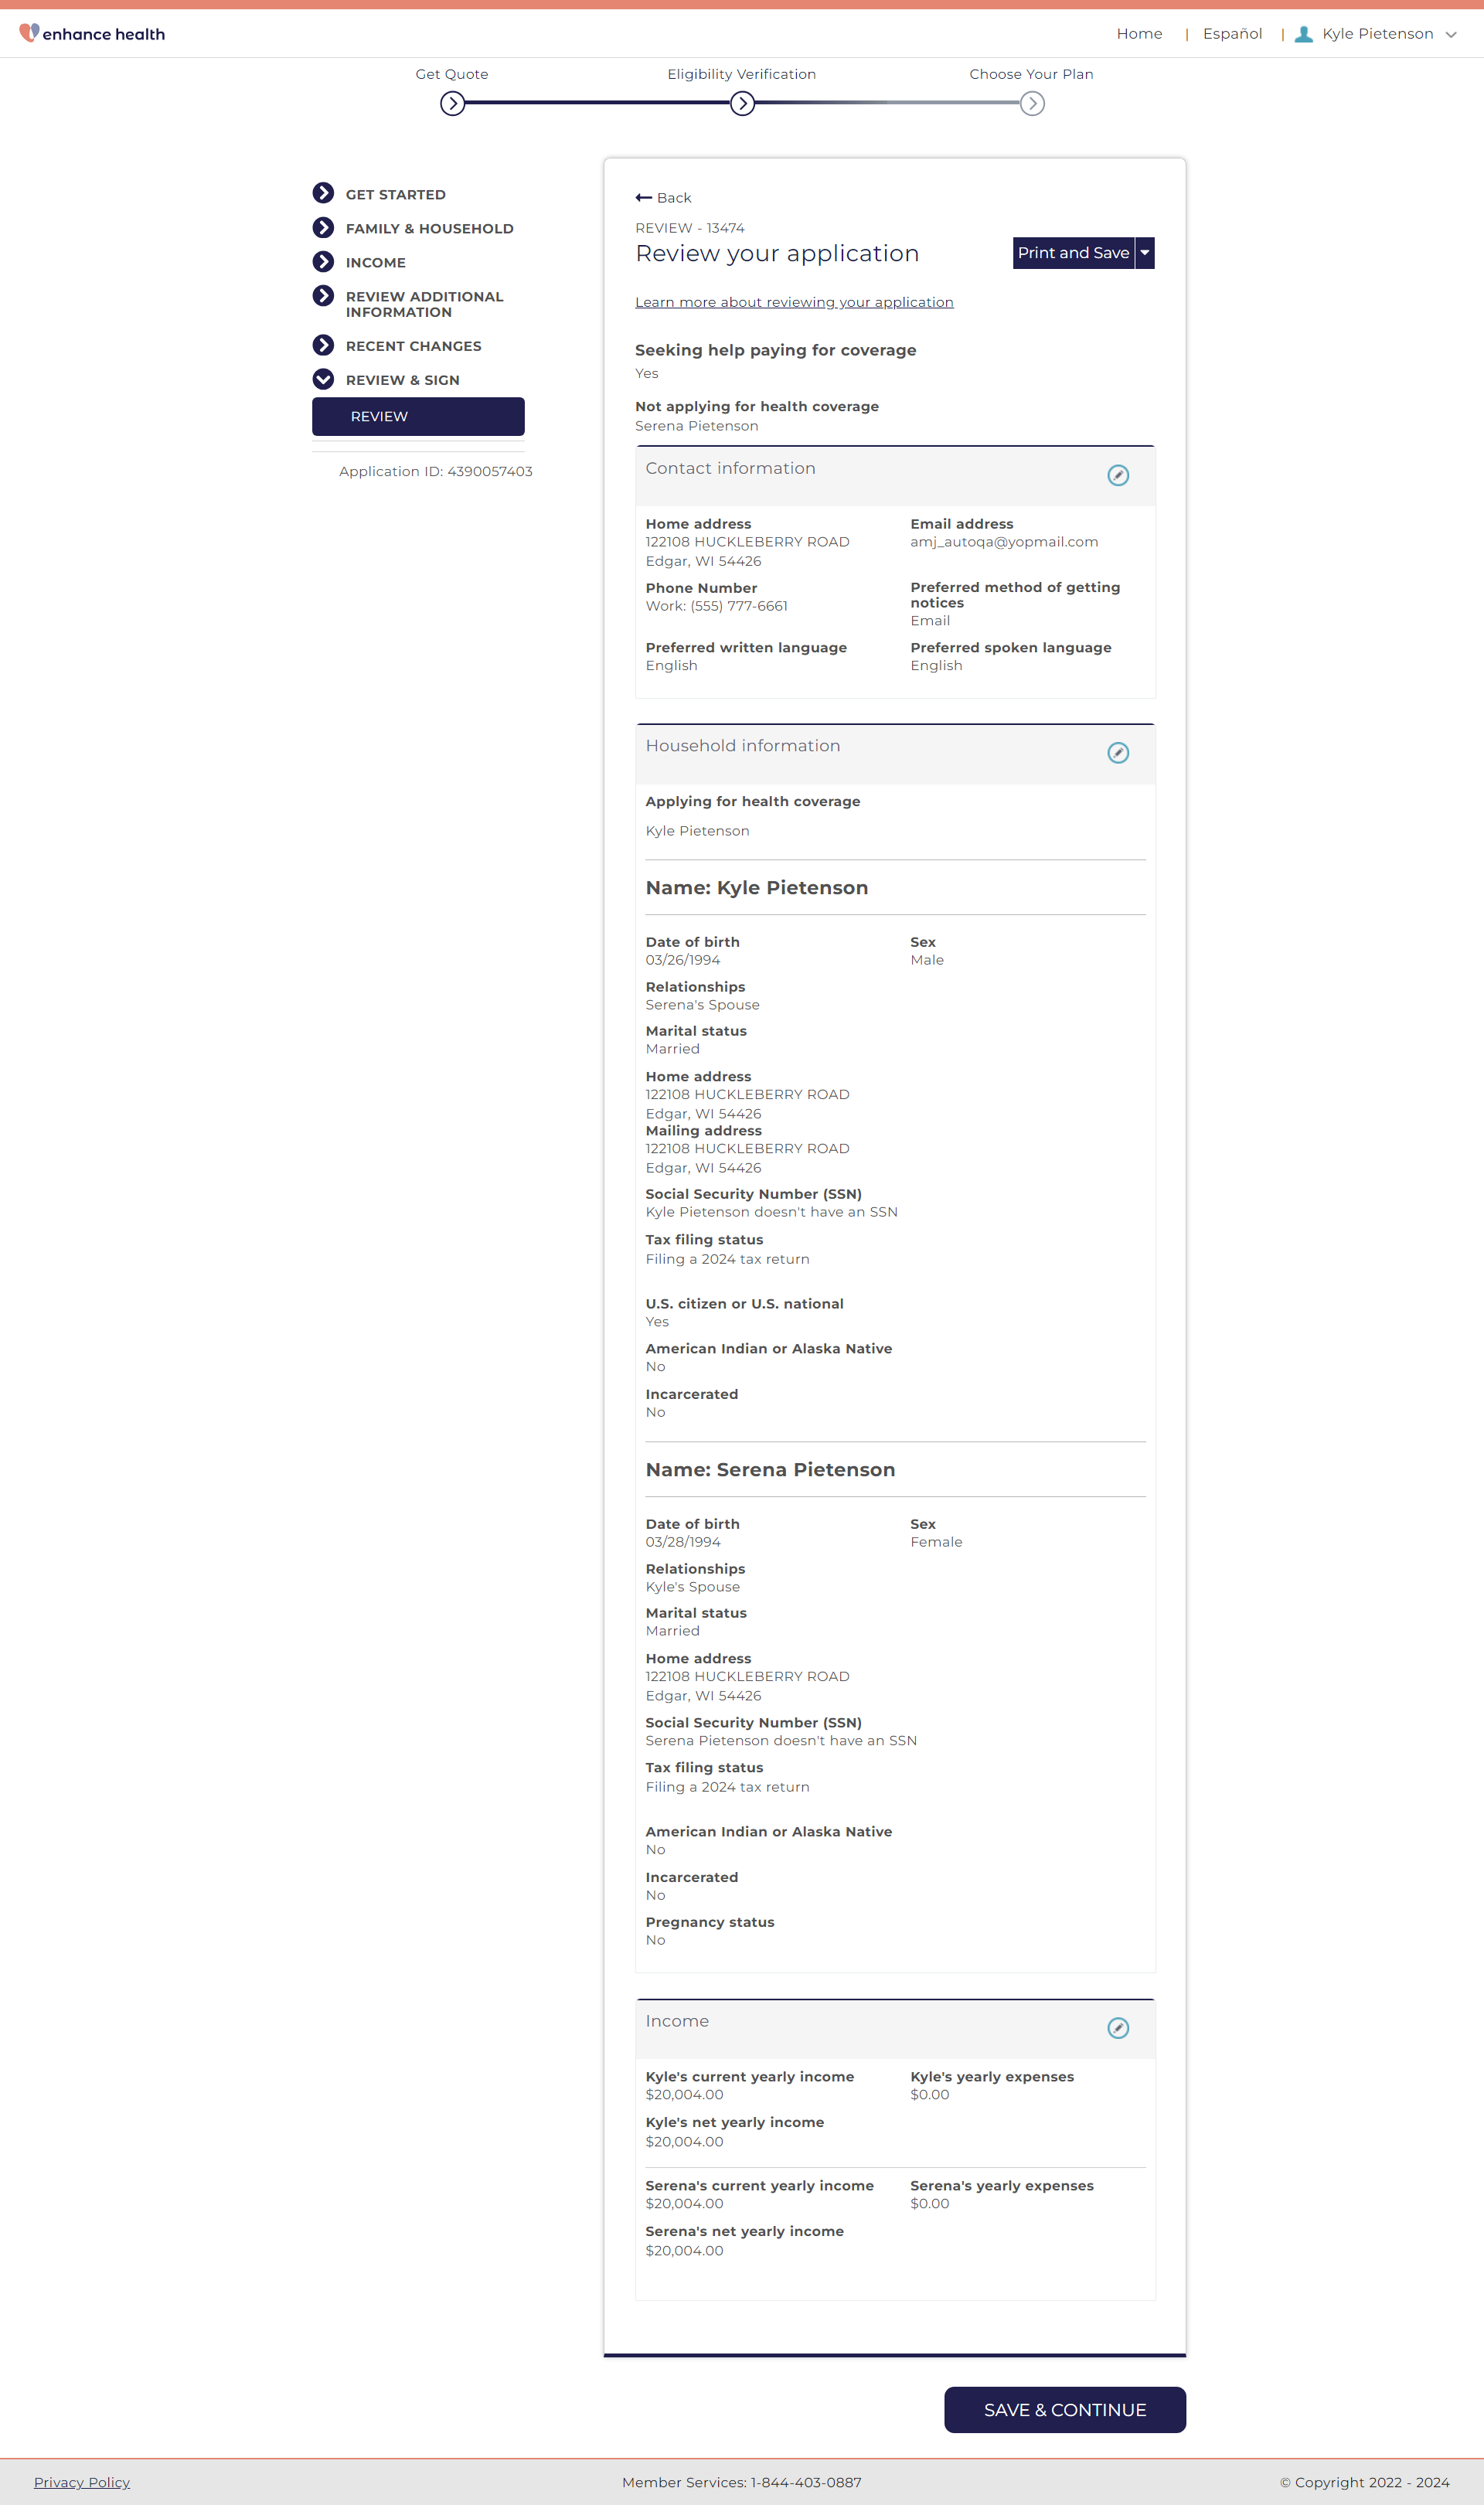 enhance health
Home | Español | Kyle Pietenson
Get Quote
Eligibility Verification
Choose Your Plan
GET STARTED
FAMILY & HOUSEHOLD
INCOME
REVIEW ADDITIONAL
INFORMATION
RECENT CHANGES
REVIEW & SIGN
REVIEW
Application ID: 4390057403
Back
REVIEW - 13474
Review your application
Print and Save
Learn more about reviewing your application
Seeking help paying for coverage
Yes
Not applying for health coverage
Serena Pietenson
Contact information
Home address
122108 HUCKLEBERRY ROAD
Edgar, WI 54426
Email address
amj_autoqa@yopmail.com
Phone Number
Work: (555) 777-6661
Preferred method of getting
notices
Email
Preferred written language
English
Preferred spoken language
English
Household information
Applying for health coverage
Kyle Pietenson
Name: Kyle Pietenson
Date of birth
03/26/1994
Sex
Male
Relationships
Serena's Spouse
Marital status
Married
Home address
122108 HUCKLEBERRY ROAD
Edgar, WI 54426
Mailing address
122108 HUCKLEBERRY ROAD
Edgar, WI 54426
Social Security Number (SSN)
Kyle Pietenson doesn't have an SSN
Tax filing status
Filing a 2024 tax return
U.S. citizen or U.S. national
Yes
American Indian or Alaska Native
No
Incarcerated
No
Name: Serena Pietenson
Date of birth
03/28/1994
Sex
Female
Relationships
Kyle's Spouse
Marital status
Married
Home address
122108 HUCKLEBERRY ROAD
Edgar, WI 54426
Social Security Number (SSN)
Serena Pietenson doesn't have an SSN
Tax filing status
Filing a 2024 tax return
American Indian or Alaska Native
No
Incarcerated
No
Pregnancy status
No
Income
Kyle's current yearly income
$20,004.00
Kyle's yearly expenses
$0.00
Kyle's net yearly income
$20,004.00
Serena's current yearly income
$20,004.00
Serena's yearly expenses
$0.00
Serena's net yearly income
$20,004.00
SAVE & CONTINUE
Privacy Policy
Member Services: 1-844-403-0887
© Copyright 2022 - 2024